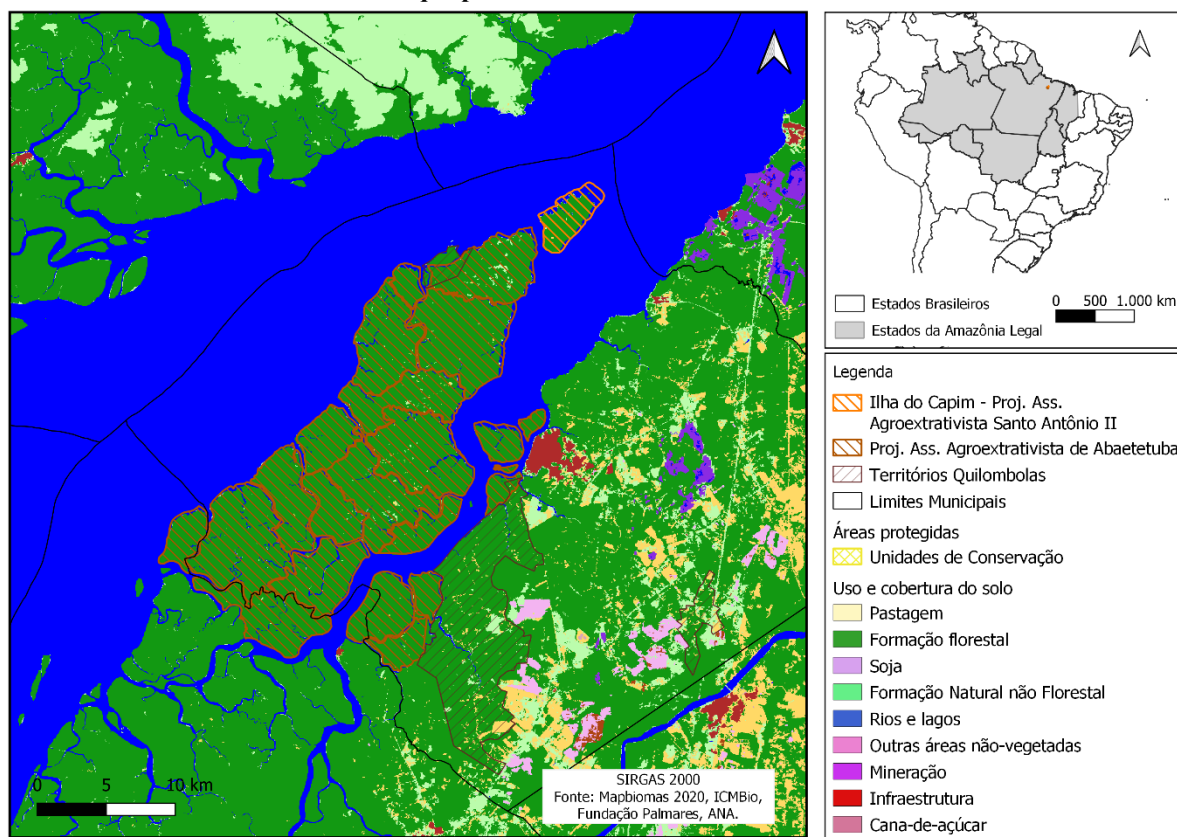 Estados Brasileiros
Estados da Amazônia Legal
0 500 1.000 km
Legenda
Ilha do Capim - Proj. Ass.
Agroextrativista Santo Antônio II
Proj. Ass. Agroextrativista de Abaetetuba
Territórios Quilombolas
Limites Municipais
Áreas protegidas
Unidades de Conservação
Uso e cobertura do solo
Pastagem
Formação florestal
Soja
Formação Natural não Florestal
Rios e lagos
Outras áreas não-vegetadas
Mineração
Infraestrutura
Cana-de-açúcar
0 5 10 km
SIRGAS 2000
Fonte: Mapbiomas 2020, ICMBio,
Fundação Palmares, ANA.